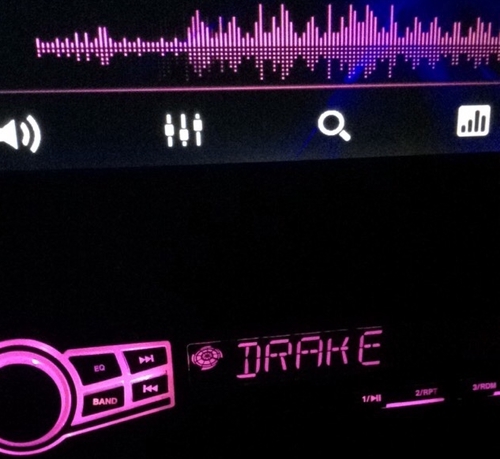 DRAKE
EQ
BAND
1/▶II
2/RPT
3/RDM